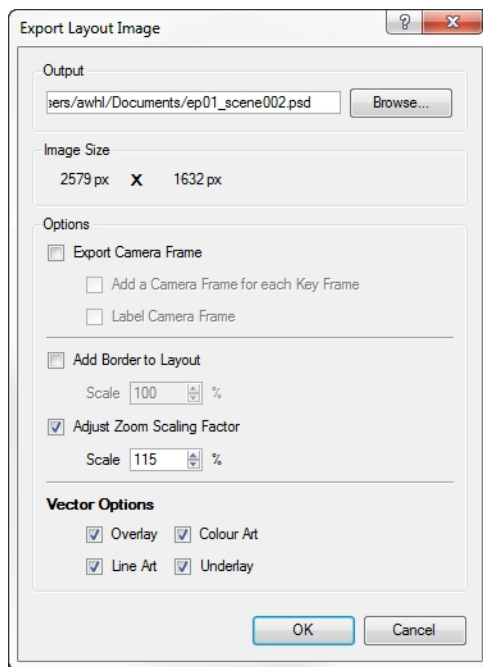 Export Layout Image
Output
sers/awhl/Documents/ep01_scene002.psd Browse...
Image Size
2579 px X 1632 px
Options
Export Camera Frame
Add a Camera Frame for each Key Frame
Label Camera Frame
Add Border to Layout
Scale 100 %
Adjust Zoom Scaling Factor
Scale 115 %
Vector Options
Overlay Colour Art
Line Art Underlay
OK Cancel